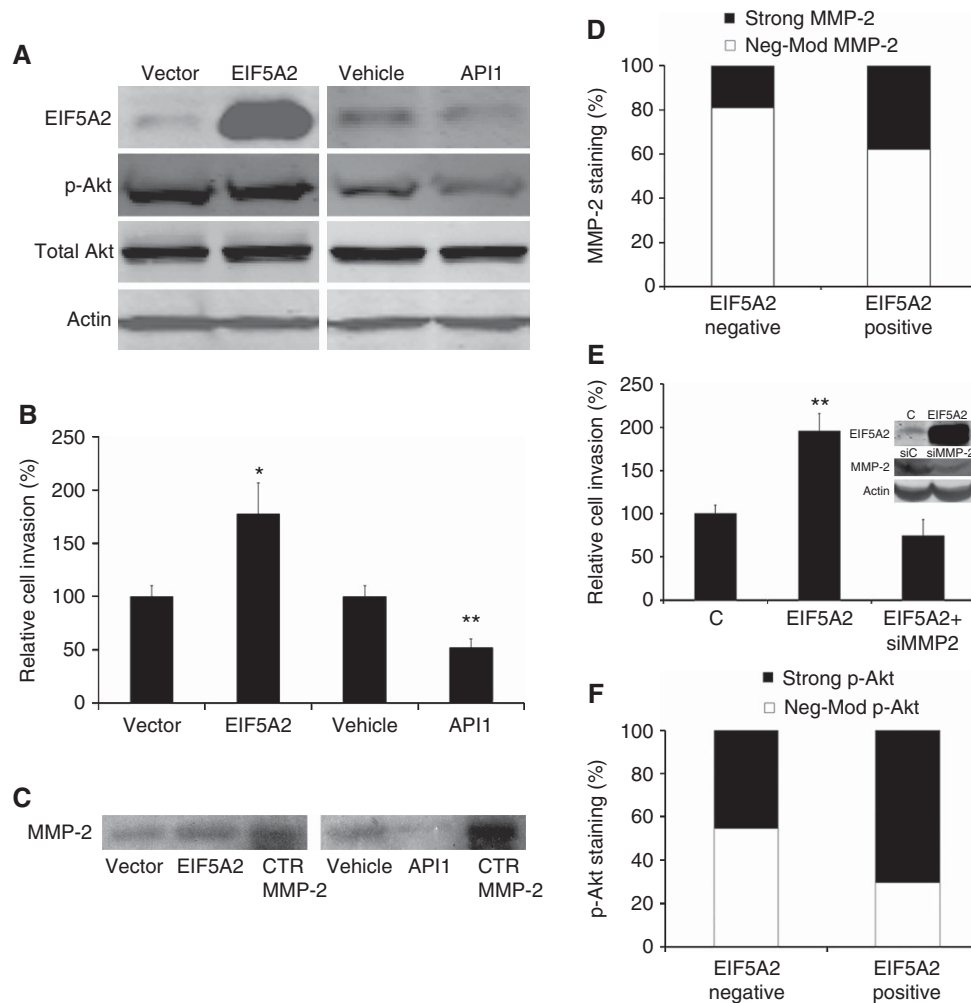 A
Vector EIF5A2 Vehicle API1
EIF5A2
p-Akt
Total Akt
Actin
B
Relative cell invasion (%)
250
200
150
100
50
0
*
**
Vector EIF5A2 Vehicle API1
C
MMP-2
Vector EIF5A2 CTR MMP-2 Vehicle API1 CTR MMP-2
D
Strong MMP-2
Neg-Mod MMP-2
MMP-2 staining (%)
100
80
60
40
20
0
EIF5A2 negative EIF5A2 positive
E
Relative cell invasion (%)
250
200
150
100
50
0
**
C EIF5A2
EIF5A2
siC siMMP-2
MMP-2
Actin
C EIF5A2 EIF5A2+ siMMP2
F
Strong p-Akt
Neg-Mod p-Akt
p-Akt staining (%)
100
80
60
40
20
0
EIF5A2 negative EIF5A2 positive